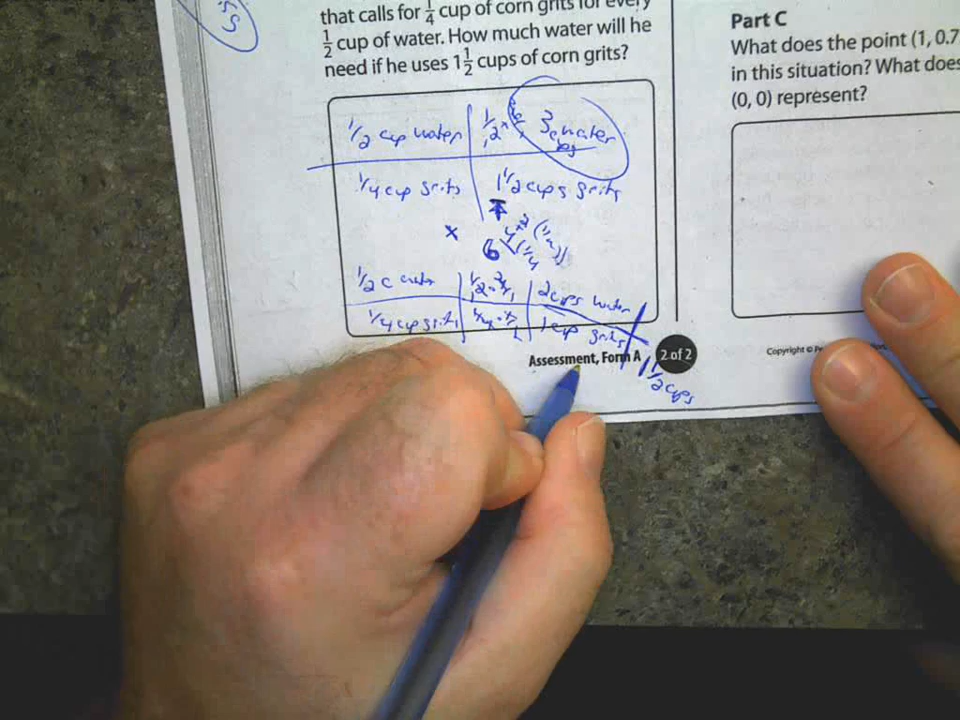 that calls for 1/4 cup of corn grits for every
1/2 cup of water. How much water will he
need if he uses 1 1/2 cups of corn grits?
1/2 cup water
3 c water
1/4 cup grits
1 1/2 cups grits
x
6
1/2 c water
2 cups water
1/4 cup grits
1 cup grits
1 1/2 cups
Assessment, Form A
2 of 2
Part C
What does the point (1, 0.7
in this situation? What does
(0, 0) represent?
Copyright ©